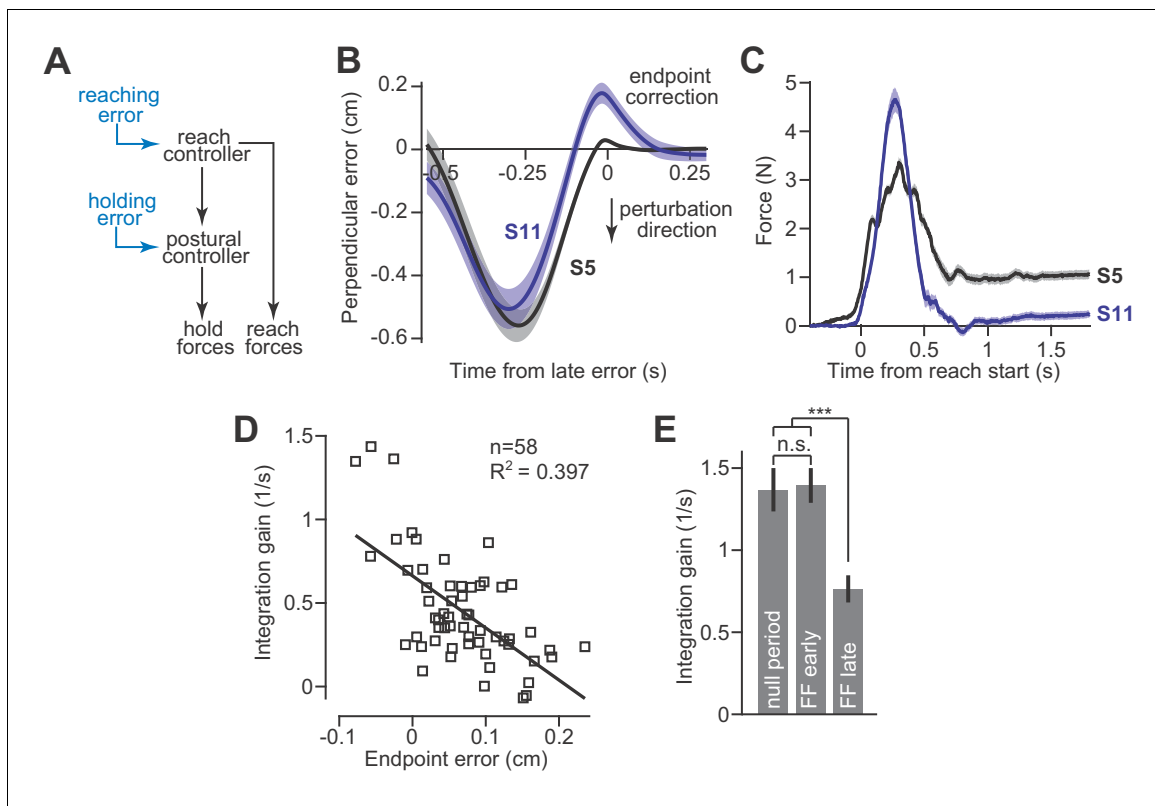 A
reaching
error
reach
controller
holding
error
postural
controller
hold
forces
reach
forces
B
Perpendicular error (cm)
0.2
0
-0.2
-0.4
-0.6
-0.5
-0.25
0
0.25
endpoint
correction
perturbation
direction
S11
S5
Time from late error (s)
C
Force (N)
5
4
3
2
1
0
0
0.5
1
1.5
S5
S11
Time from reach start (s)
D
Integration gain (1/s)
1.5
1
0.5
0
n=58
R² = 0.397
-0.1
0
0.1
0.2
Endpoint error (cm)
E
Integration gain (1/s)
1.5
1
0.5
0
***
n.s.
null period
FF early
FF late